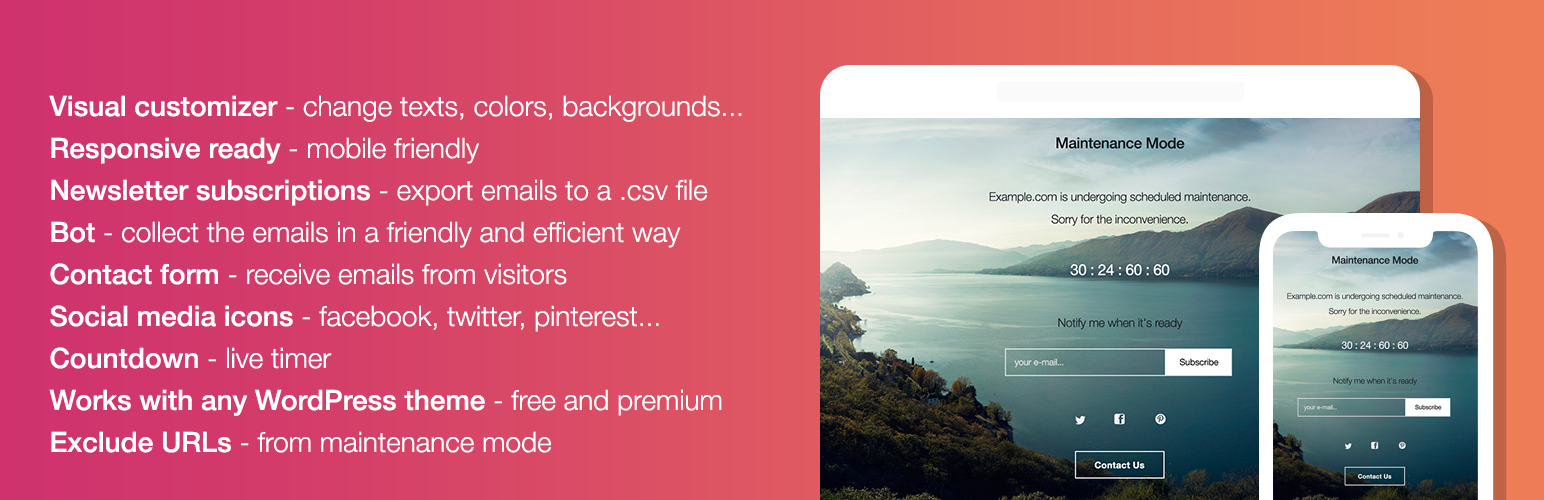 Visual customizer - change texts, colors, backgrounds...
Responsive ready - mobile friendly
Newsletter subscriptions - export emails to a .csv file
Bot - collect the emails in a friendly and efficient way
Contact form - receive emails from visitors
Social media icons - facebook, twitter, pinterest...
Countdown - live timer
Works with any WordPress theme - free and premium
Exclude URLs - from maintenance mode
Maintenance Mode
Example.com is undergoing scheduled maintenance.
Sorry for the inconvenience.
30 : 24 : 60 : 60
Notify me when it's ready
your e-mail...
Subscribe
Contact Us
Maintenance Mode
Example.com is undergoing scheduled maintenance.
Sorry for the inconvenience.
30 : 24 : 60 : 60
Notify me when it's ready
your e-mail...
Subscribe
Contact Us